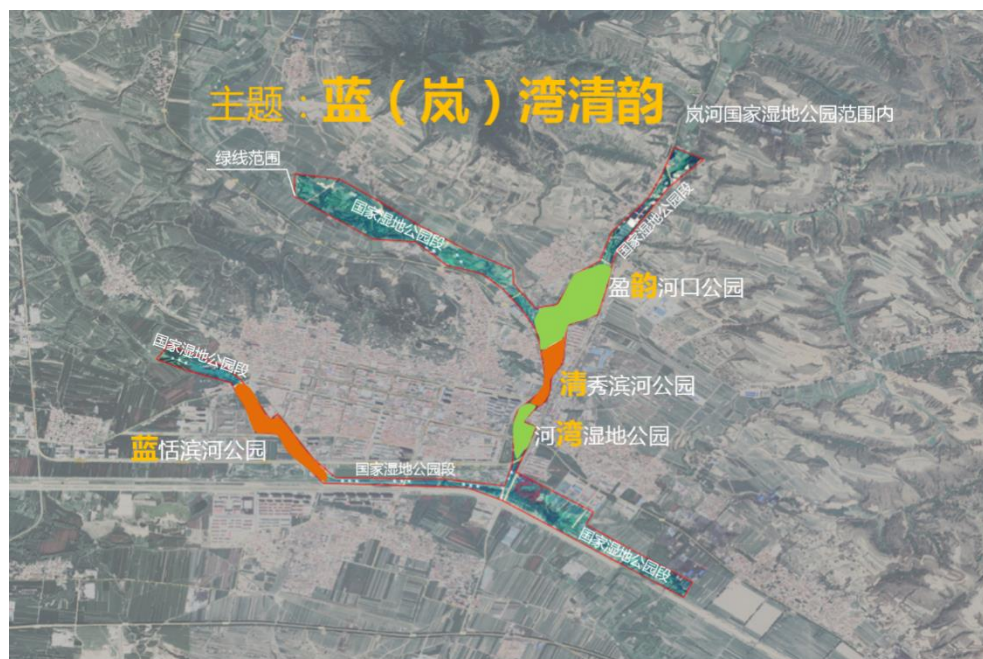 主题：蓝（岚）湾清韵
岚河国家湿地公园范围内
绿线范围
国家湿地公园段
国家湿地公园段
盈韵河口公园
国家湿地公园段
清秀滨河公园
河湾湿地公园
蓝恬滨河公园
国家湿地公园段
国家湿地公园段